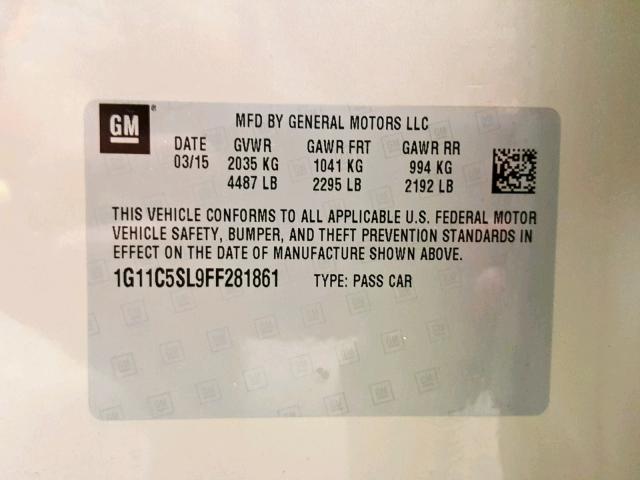 GM ® MFD BY GENERAL MOTORS LLC
DATE GVWR GAWR FRT GAWR RR
03/15 2035 KG 1041 KG 994 KG
4487 LB 2295 LB 2192 LB
THIS VEHICLE CONFORMS TO ALL APPLICABLE U.S. FEDERAL MOTOR
VEHICLE SAFETY, BUMPER, AND THEFT PREVENTION STANDARDS IN
EFFECT ON THE DATE OF MANUFACTURE SHOWN ABOVE.
1G11C5SL9FF281861 TYPE: PASS CAR